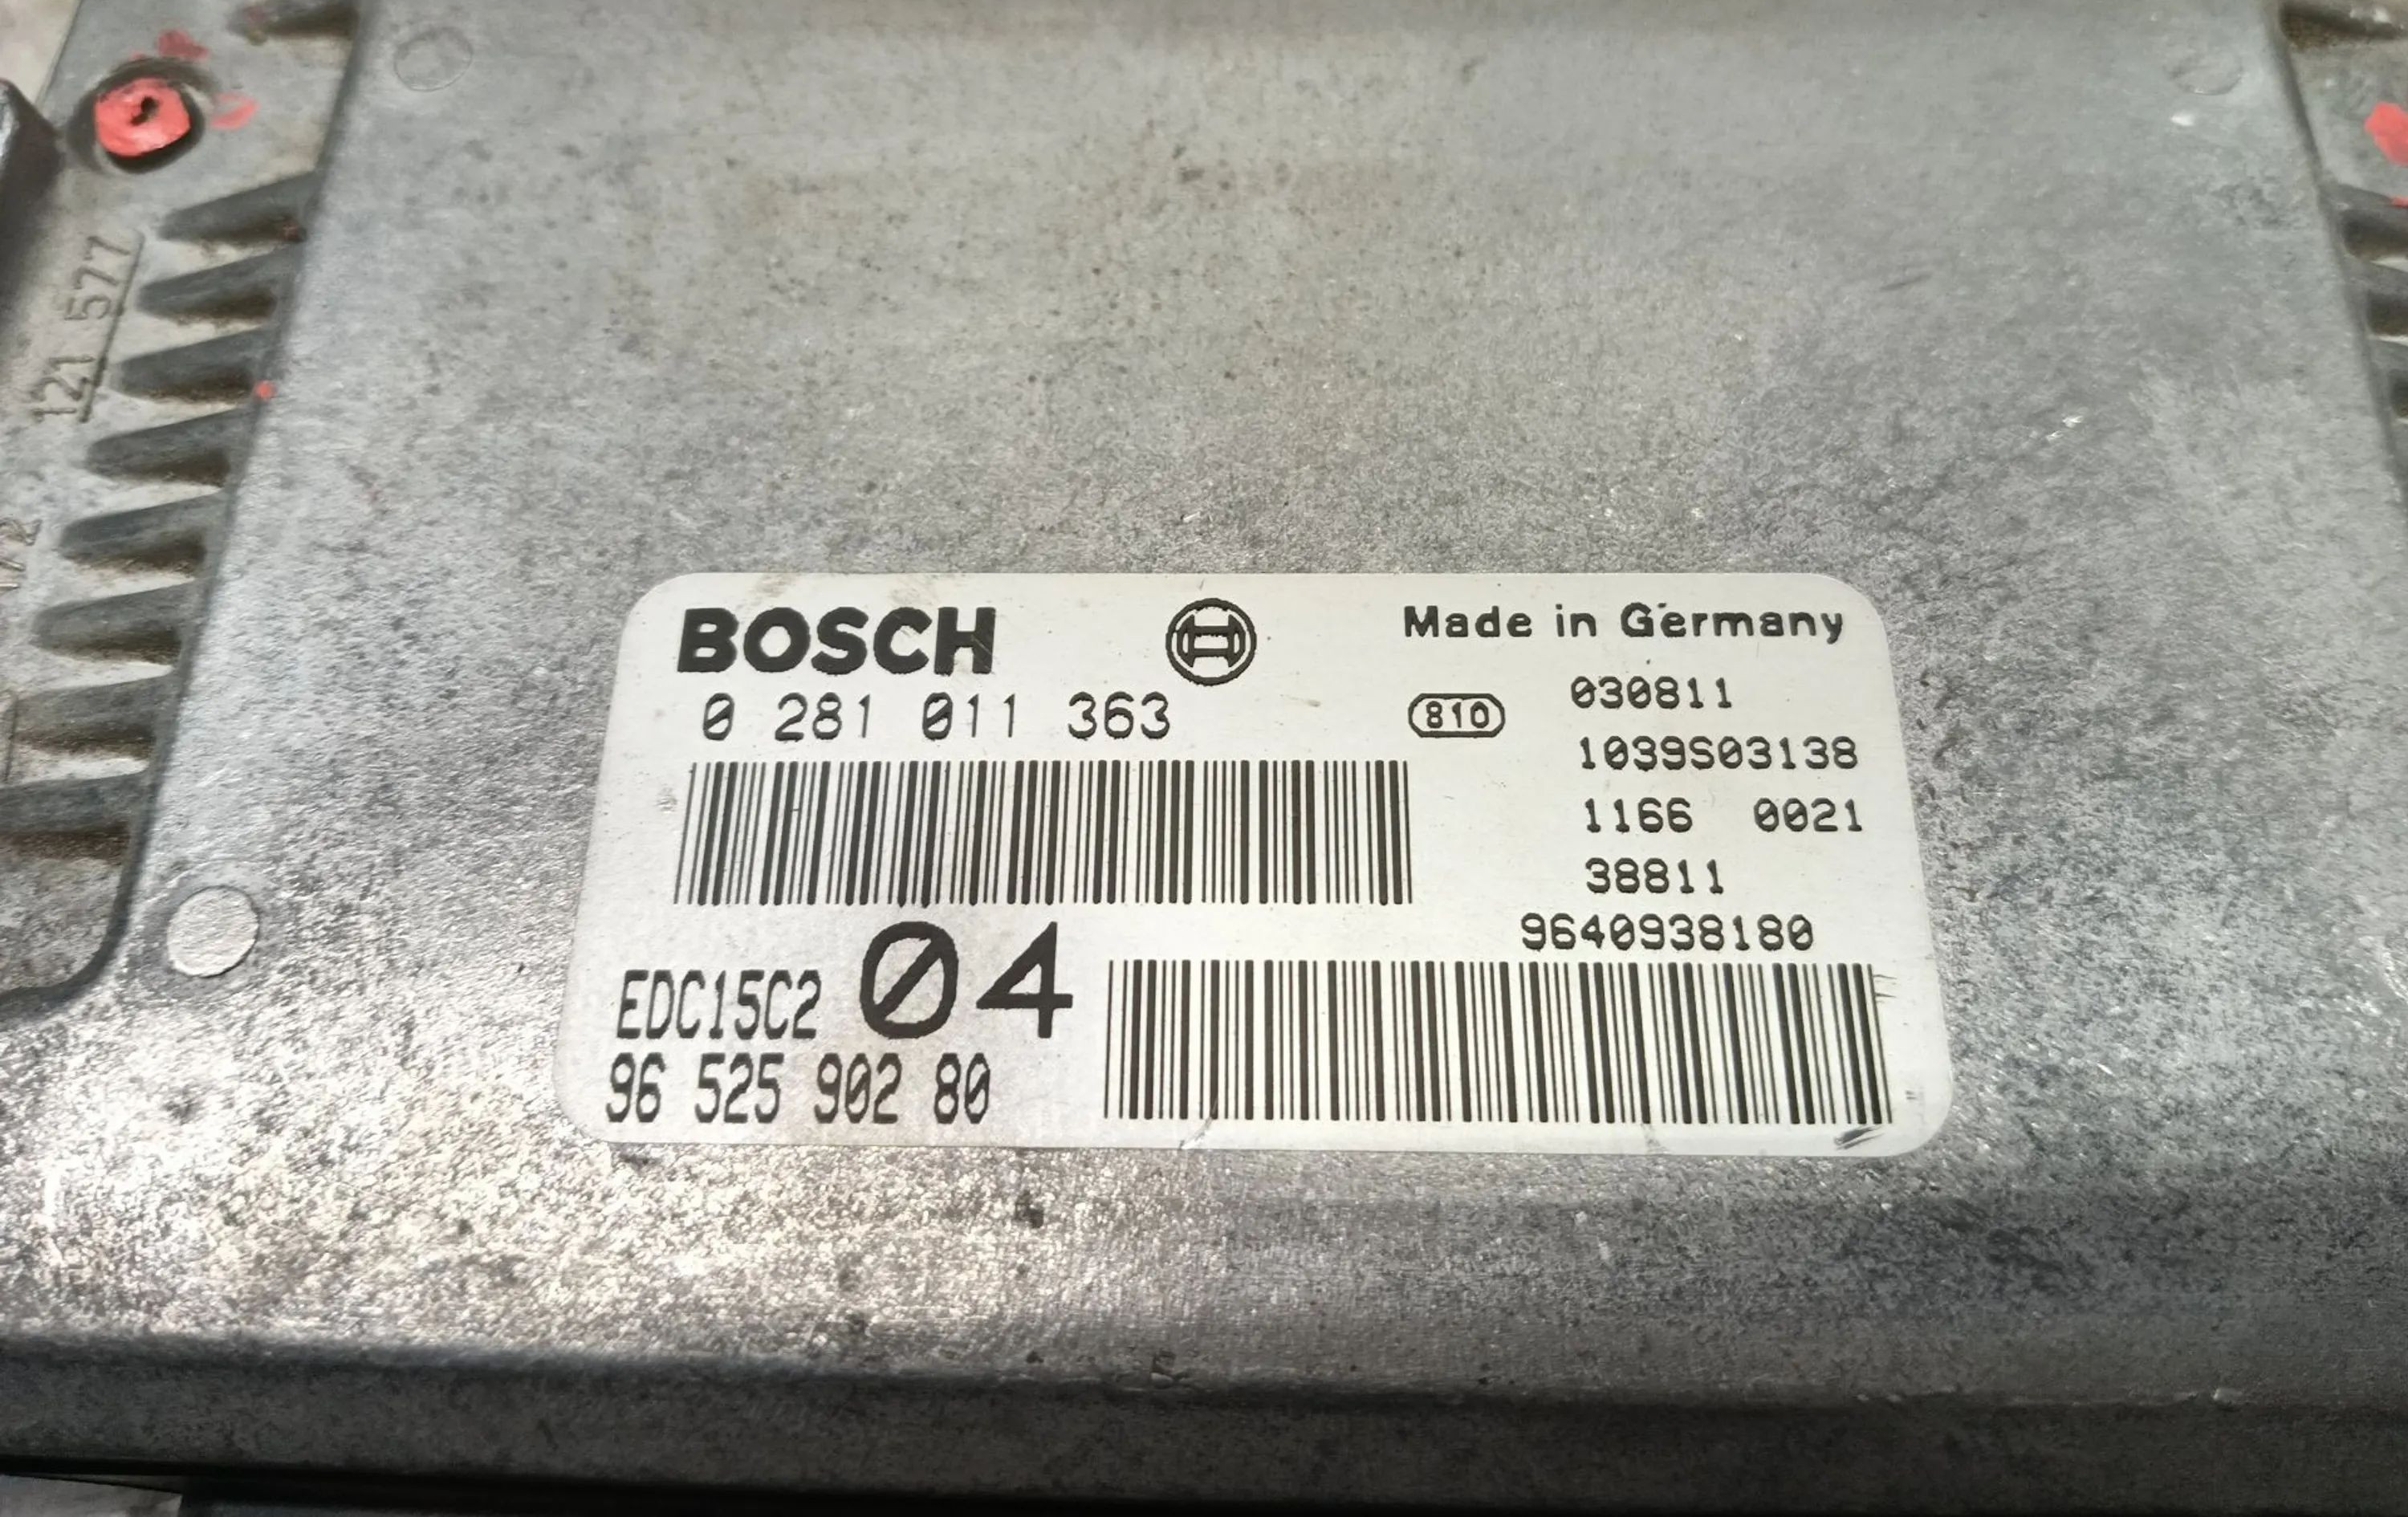 121 577
BOSCH
Made in Germany
0 281 011 363
810
030811
1039S03138
1166 0021
38811
9640938180
EDC15C2 04
96 525 902 80